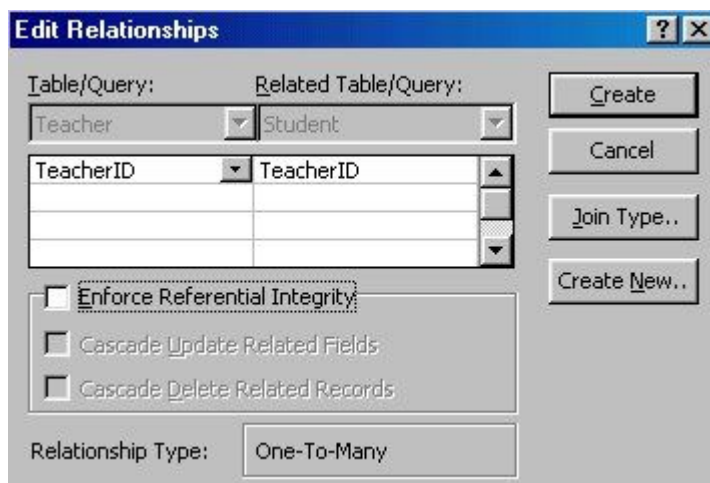 Edit Relationships
Table/Query: Related Table/Query:
Teacher Student
TeacherID TeacherID
Enforce Referential Integrity
Cascade Update Related Fields
Cascade Delete Related Records
Relationship Type: One-To-Many
Create
Cancel
Join Type..
Create New..